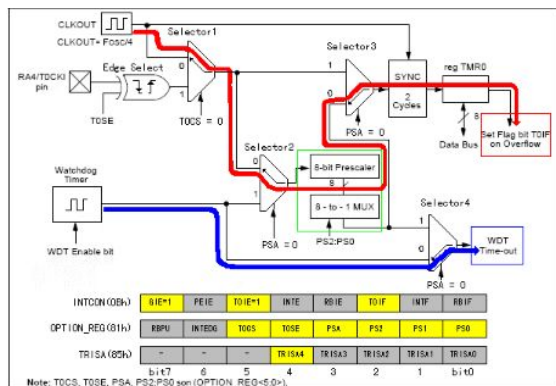 CLKOUT
CLKOUT= Fosc/4
Selector1
0
1
T0CS = 0
RA4/T0CKI
pin
Edge Select
T0SE
Selector2
0
1
PSA = 0
Selector3
1
0
PSA = 0
SYNC
2
Cycles
reg TMR0
8
Data Bus
Set Flag bit T0IF
on Overflow
Watchdog
Timer
WDT Enable bit
8-bit Prescaler
8
8 - to - 1 MUX
PS2:PS0
Selector4
1
0
PSA = 0
WDT
Time-out
INTCON(0Bh) GIE=1 PEIE TOIE=1 INTE RBIE TOIF INTF RBIF
OPTION_REG(81h) RBPU INTEDG TOCS TOSE PSA PS2 PS1 PS0
TRISA(85h) - - - TRISA4 TRISA3 TRISA2 TRISA1 TRISA0
bit7 6 5 4 3 2 1 bit0
Note: T0CS, T0SE, PSA, PS2:PS0 son (OPTION_REG<5:0>).